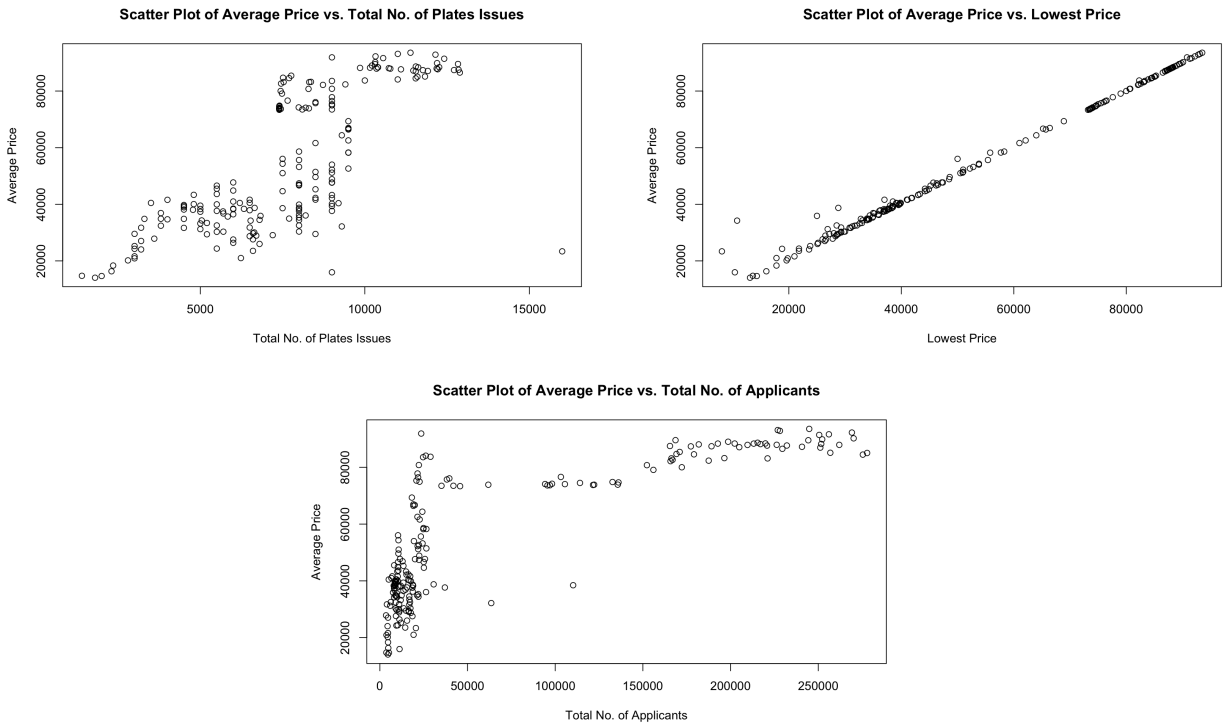 Scatter Plot of Average Price vs. Total No. of Plates Issues
Average Price
20000 40000 60000 80000
5000 10000 15000
Total No. of Plates Issues
Scatter Plot of Average Price vs. Lowest Price
Average Price
20000 40000 60000 80000
20000 40000 60000 80000
Lowest Price
Scatter Plot of Average Price vs. Total No. of Applicants
Average Price
20000 40000 60000 80000
0 50000 100000 150000 200000 250000
Total No. of Applicants